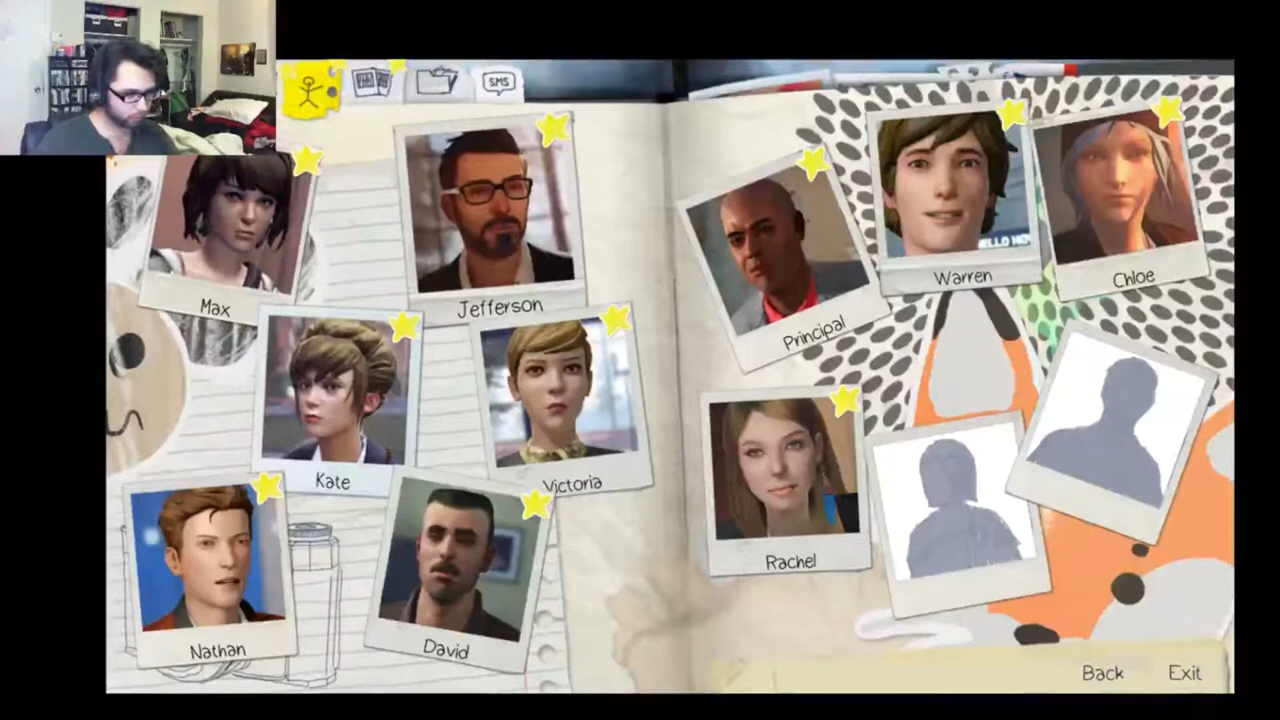 SMS
Max
Jefferson
Kate
Victoria
Nathan
David
Principal
Warren
Chloe
Rachel
Back
Exit